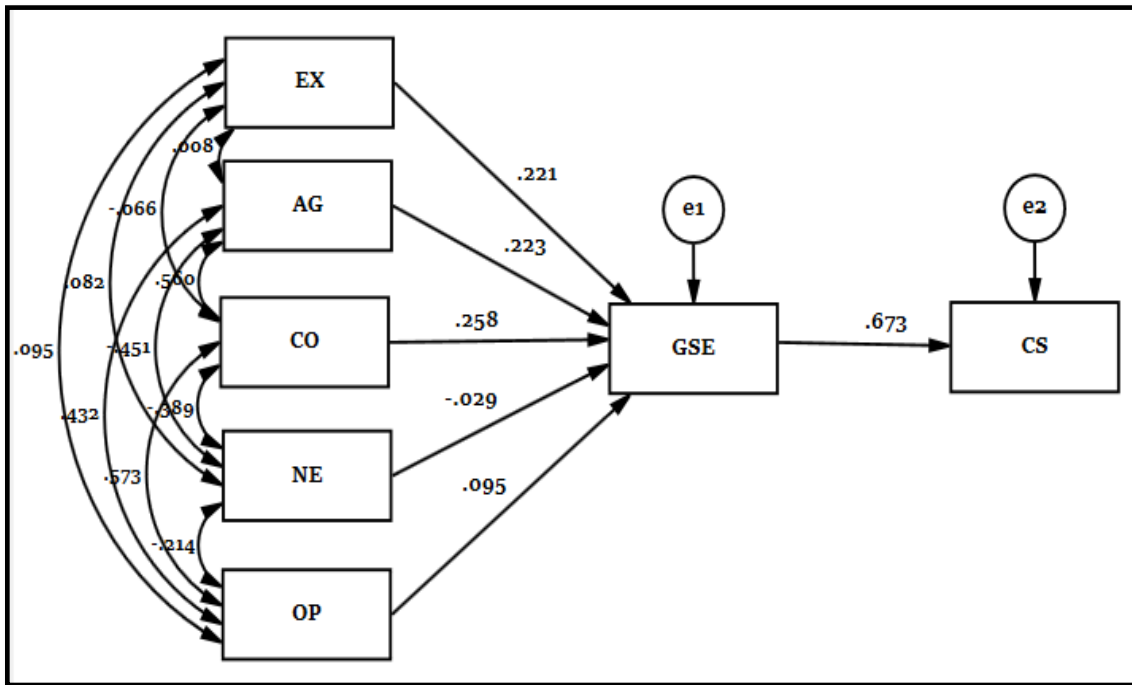 EX
.008
.221
AG
-.066
.223
e1
e2
.082
.560
CO
.258
GSE
.673
CS
.095
-.451
.432
-.389
-.029
NE
.573
.095
-.214
OP